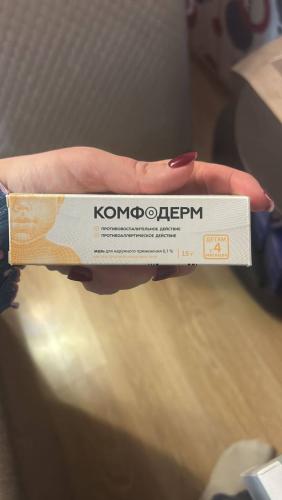 КОМФОДЕРМ
ПРОТИВОВОСПАЛИТЕЛЬНОЕ ДЕЙСТВИЕ
ПРОТИВОАЛЛЕРГИЧЕСКОЕ ДЕЙСТВИЕ
мазь для наружного применения 0,1 %
15 г
ДЕТЯМ
с 4
МЕСЯЦЕВ